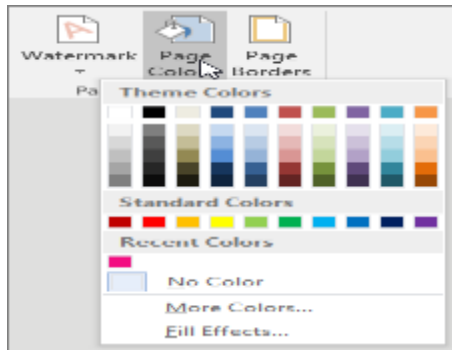 Watermark Page Page
Color Borders
Pa
Theme Colors
Standard Colors
Recent Colors
No Color
More Colors...
Fill Effects...